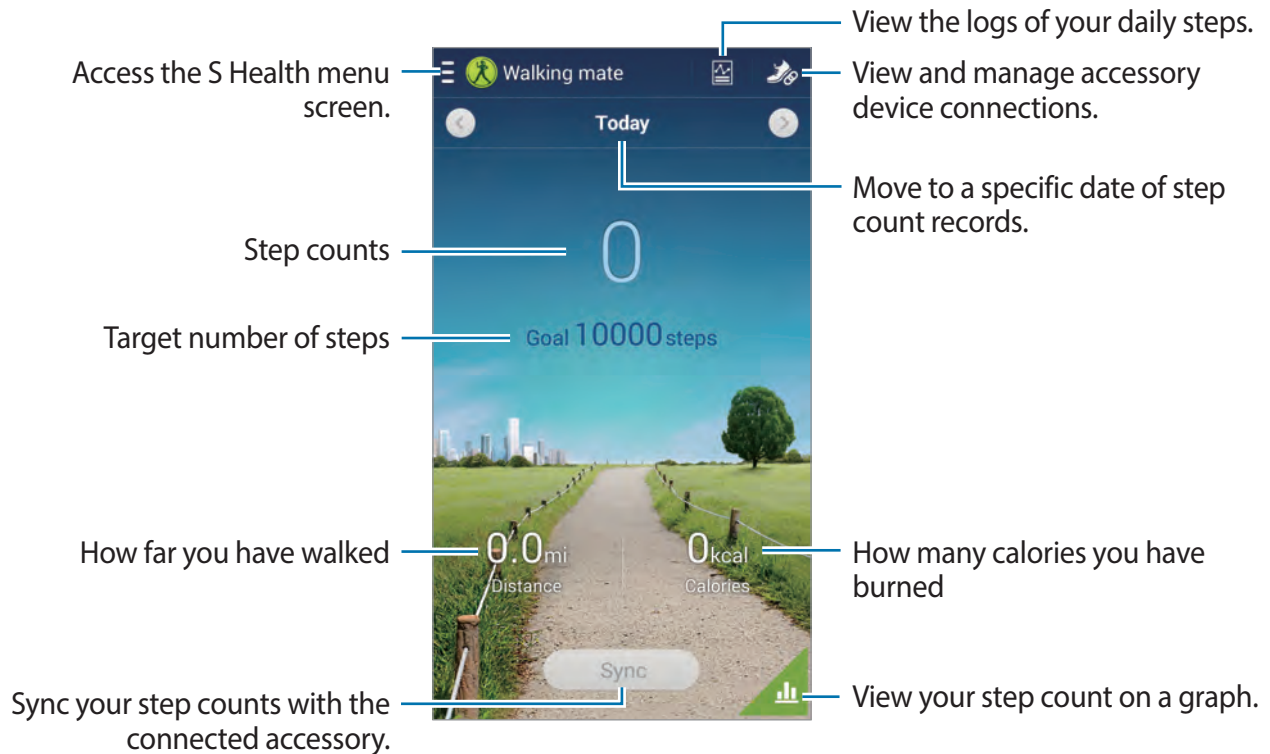 View the logs of your daily steps.
Access the S Health menu
screen.
Walking mate
View and manage accessory
device connections.
Today
Move to a specific date of step
count records.
Step counts
0
Target number of steps
Goal 10000 steps
How far you have walked
0.0mi
Distance
0kcal
Calories
How many calories you have
burned
Sync
Sync your step counts with the
connected accessory.
View your step count on a graph.